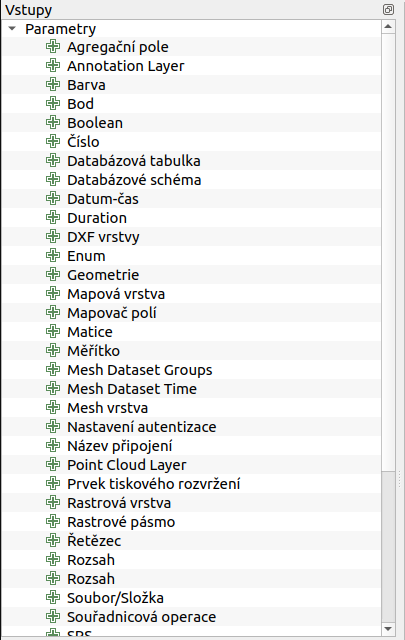 Vstupy
Parametry
Agregační pole
Annotation Layer
Barva
Bod
Boolean
Číslo
Databázová tabulka
Databázové schéma
Datum-čas
Duration
DXF vrstvy
Enum
Geometrie
Mapová vrstva
Mapovač polí
Matice
Měřítko
Mesh Dataset Groups
Mesh Dataset Time
Mesh vrstva
Nastavení autentizace
Název připojení
Point Cloud Layer
Prvek tiskového rozvržení
Rastrová vrstva
Rastrové pásmo
Řetězec
Rozsah
Rozsah
Soubor/Složka
Souřadnicová operace